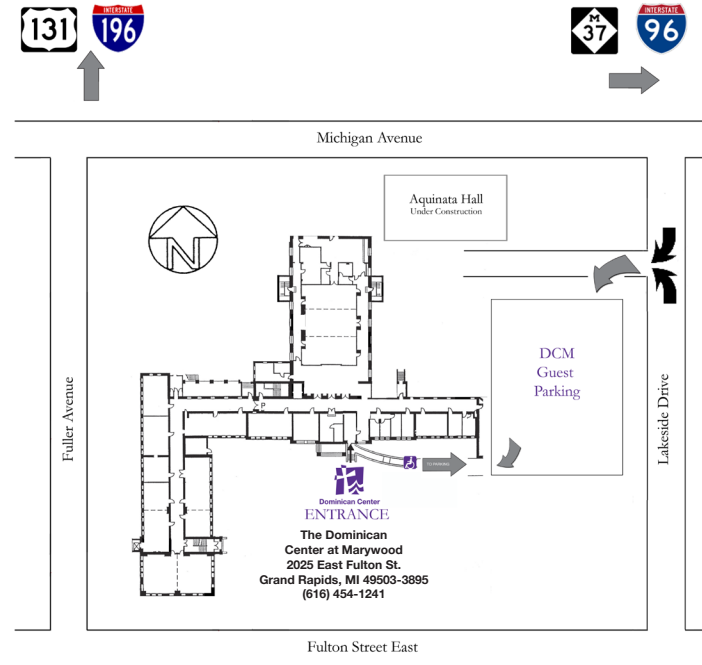 131
INTERSTATE
196
M
37
INTERSTATE
96
Michigan Avenue
Aquinata Hall
Under Construction
N
DCM
Guest
Parking
Fuller Avenue
Lakeside Drive
P
TO PARKING
Dominican Center
ENTRANCE
The Dominican
Center at Marywood
2025 East Fulton St.
Grand Rapids, MI 49503-3895
(616) 454-1241
Fulton Street East